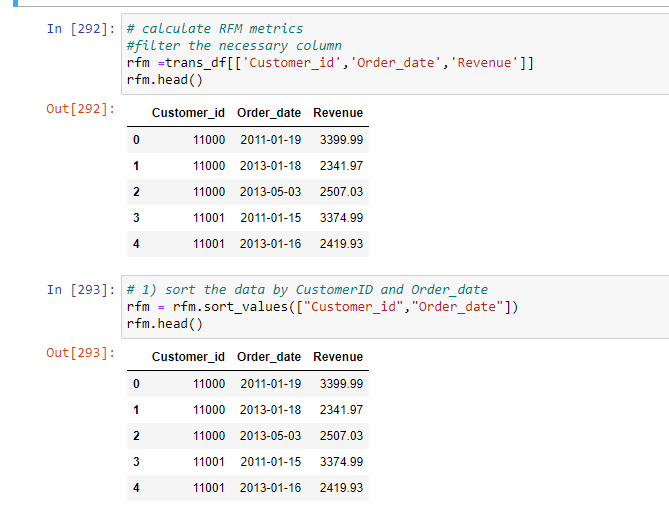 In [292]: # calculate RFM metrics
#filter the necessary column
rfm =trans_df[['Customer_id','Order_date','Revenue']]
rfm.head()
Out[292]:
Customer_id Order_date Revenue
0 11000 2011-01-19 3399.99
1 11000 2013-01-18 2341.97
2 11000 2013-05-03 2507.03
3 11001 2011-01-15 3374.99
4 11001 2013-01-16 2419.93
In [293]: # 1) sort the data by CustomerID and Order_date
rfm = rfm.sort_values(["Customer_id","Order_date"])
rfm.head()
Out[293]:
Customer_id Order_date Revenue
0 11000 2011-01-19 3399.99
1 11000 2013-01-18 2341.97
2 11000 2013-05-03 2507.03
3 11001 2011-01-15 3374.99
4 11001 2013-01-16 2419.93